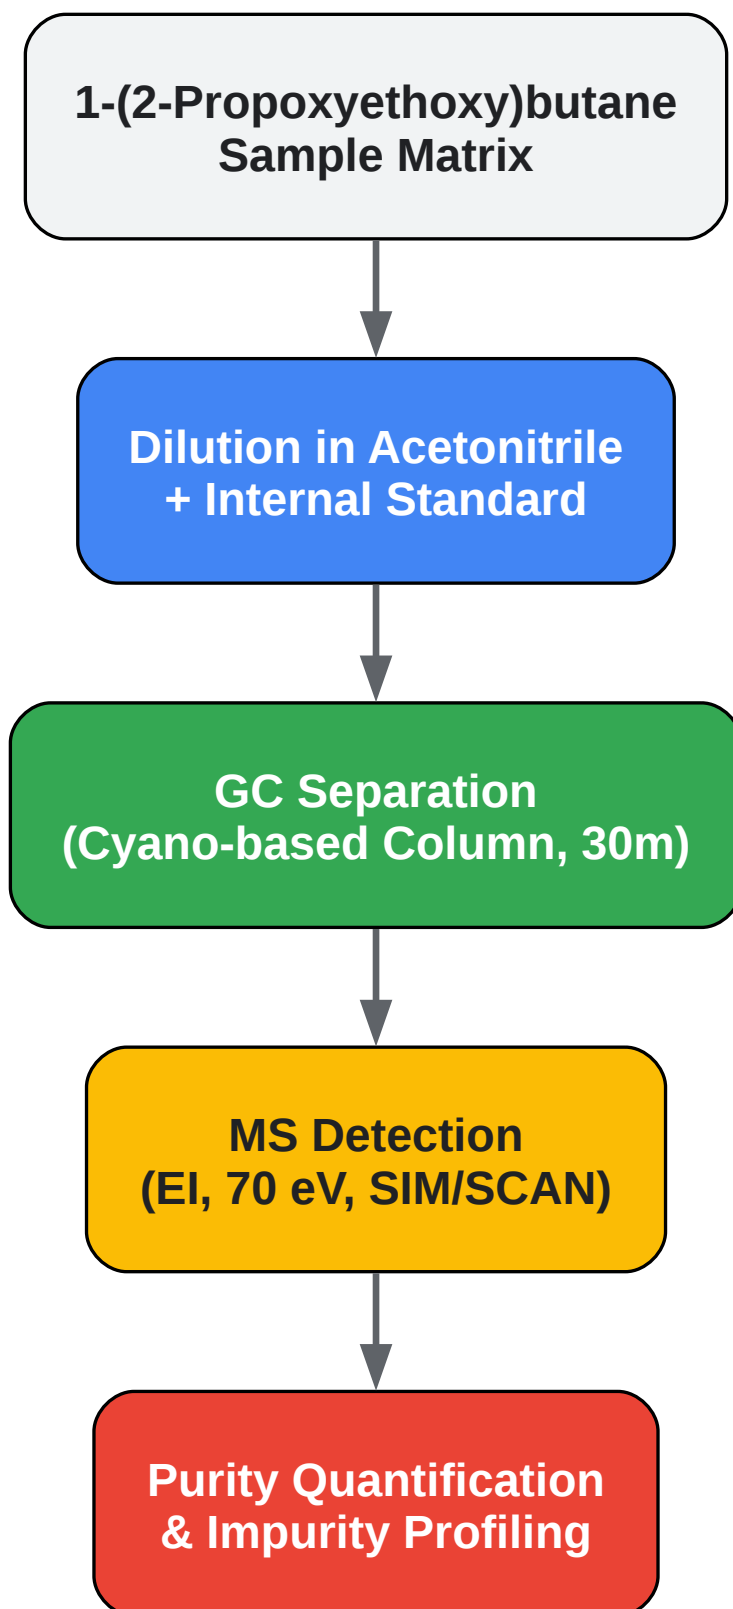 1-(2-Propoxyethoxy)butane
Sample Matrix
Dilution in Acetonitrile
+ Internal Standard
GC Separation
(Cyano-based Column, 30m)
MS Detection
(EI, 70 eV, SIM/SCAN)
Purity Quantification
& Impurity Profiling